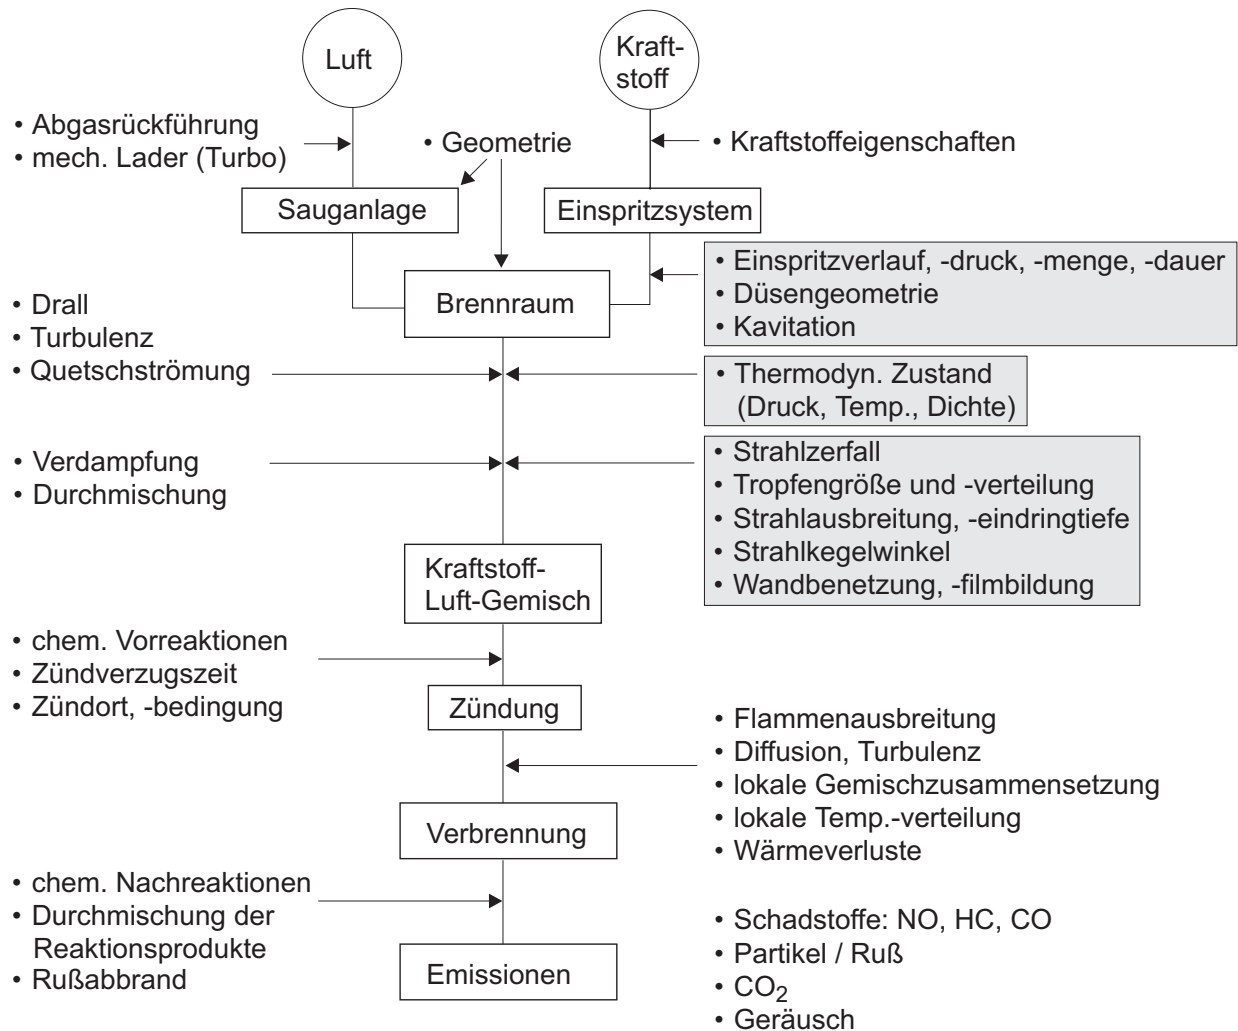 Luft
Kraft-
stoff
• Abgasrückführung
• mech. Lader (Turbo)
• Geometrie
• Kraftstoffeigenschaften
Sauganlage
Einspritzsystem
• Einspritzverlauf, -druck, -menge, -dauer
• Düsengeometrie
• Kavitation
Brennraum
• Drall
• Turbulenz
• Quetschströmung
• Thermodyn. Zustand
(Druck, Temp., Dichte)
• Verdampfung
• Durchmischung
• Strahlzerfall
• Tropfengröße und -verteilung
• Strahlausbreitung, -eindringtiefe
• Strahlkegelwinkel
• Wandbenetzung, -filmbildung
Kraftstoff-
Luft-Gemisch
• chem. Vorreaktionen
• Zündverzugszeit
• Zündort, -bedingung
Zündung
• Flammenausbreitung
• Diffusion, Turbulenz
• lokale Gemischzusammensetzung
• lokale Temp.-verteilung
• Wärmeverluste
Verbrennung
• chem. Nachreaktionen
• Durchmischung der
Reaktionsprodukte
• Rußabbrand
Emissionen
• Schadstoffe: NO, HC, CO
• Partikel / Ruß
• CO₂
• Geräusch